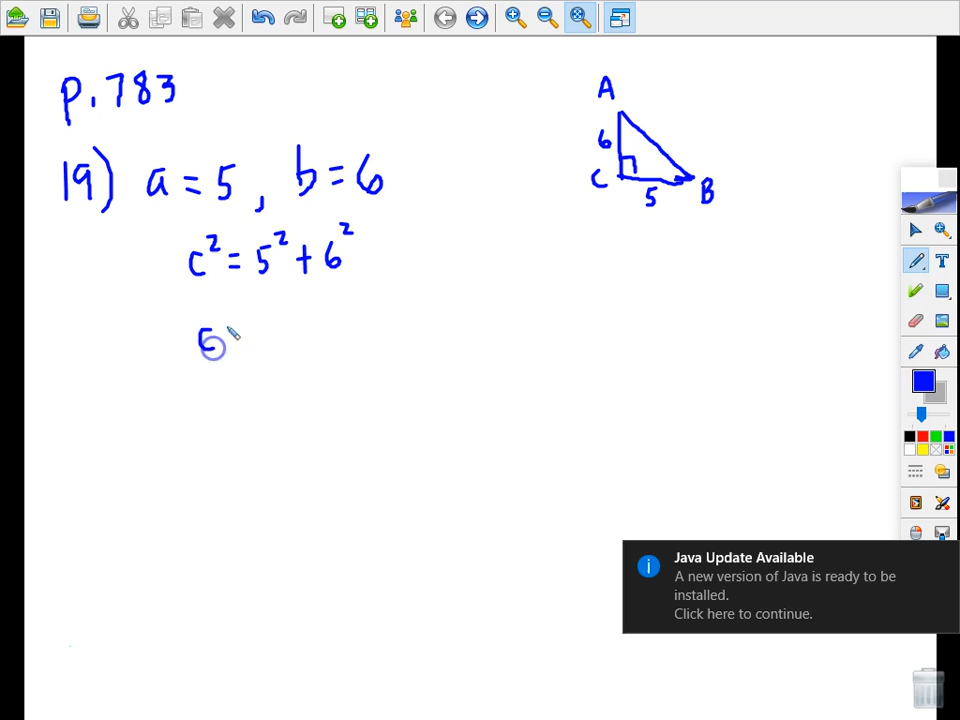 p. 783
A
19) a = 5, b = 6
6
C
5
B
c² = 5² + 6²
Java Update Available
A new version of Java is ready to be
installed.
Click here to continue.
T
i